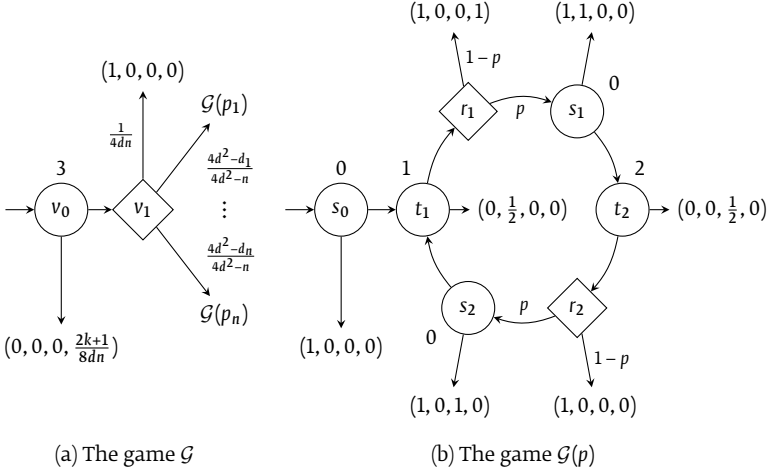 (1, 0, 0, 1)
(1, 1, 0, 0)
(1, 0, 0, 0)
1 − p
0
r₁
p
s₁
1/4dn
G(p₁)
3
4d²−d₁/4d²−n
0
1
2
v₀
v₁
⋮
s₀
t₁
(0, 1/2, 0, 0)
t₂
(0, 0, 1/2, 0)
4d²−dₙ/4d²−n
G(pₙ)
s₂
p
r₂
0
(0, 0, 0, 2k+1/8dn)
(1, 0, 0, 0)
1 − p
(1, 0, 1, 0)
(1, 0, 0, 0)
(a) The game G
(b) The game G(p)